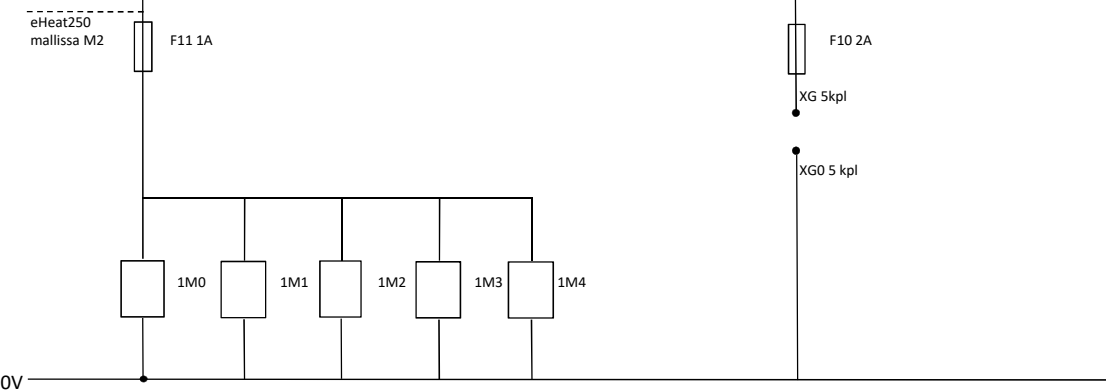 eHeat250
mallissa M2
F11 1A
F10 2A
XG 5kpl
XG0 5 kpl
1M0
1M1
1M2
1M3
1M4
0V